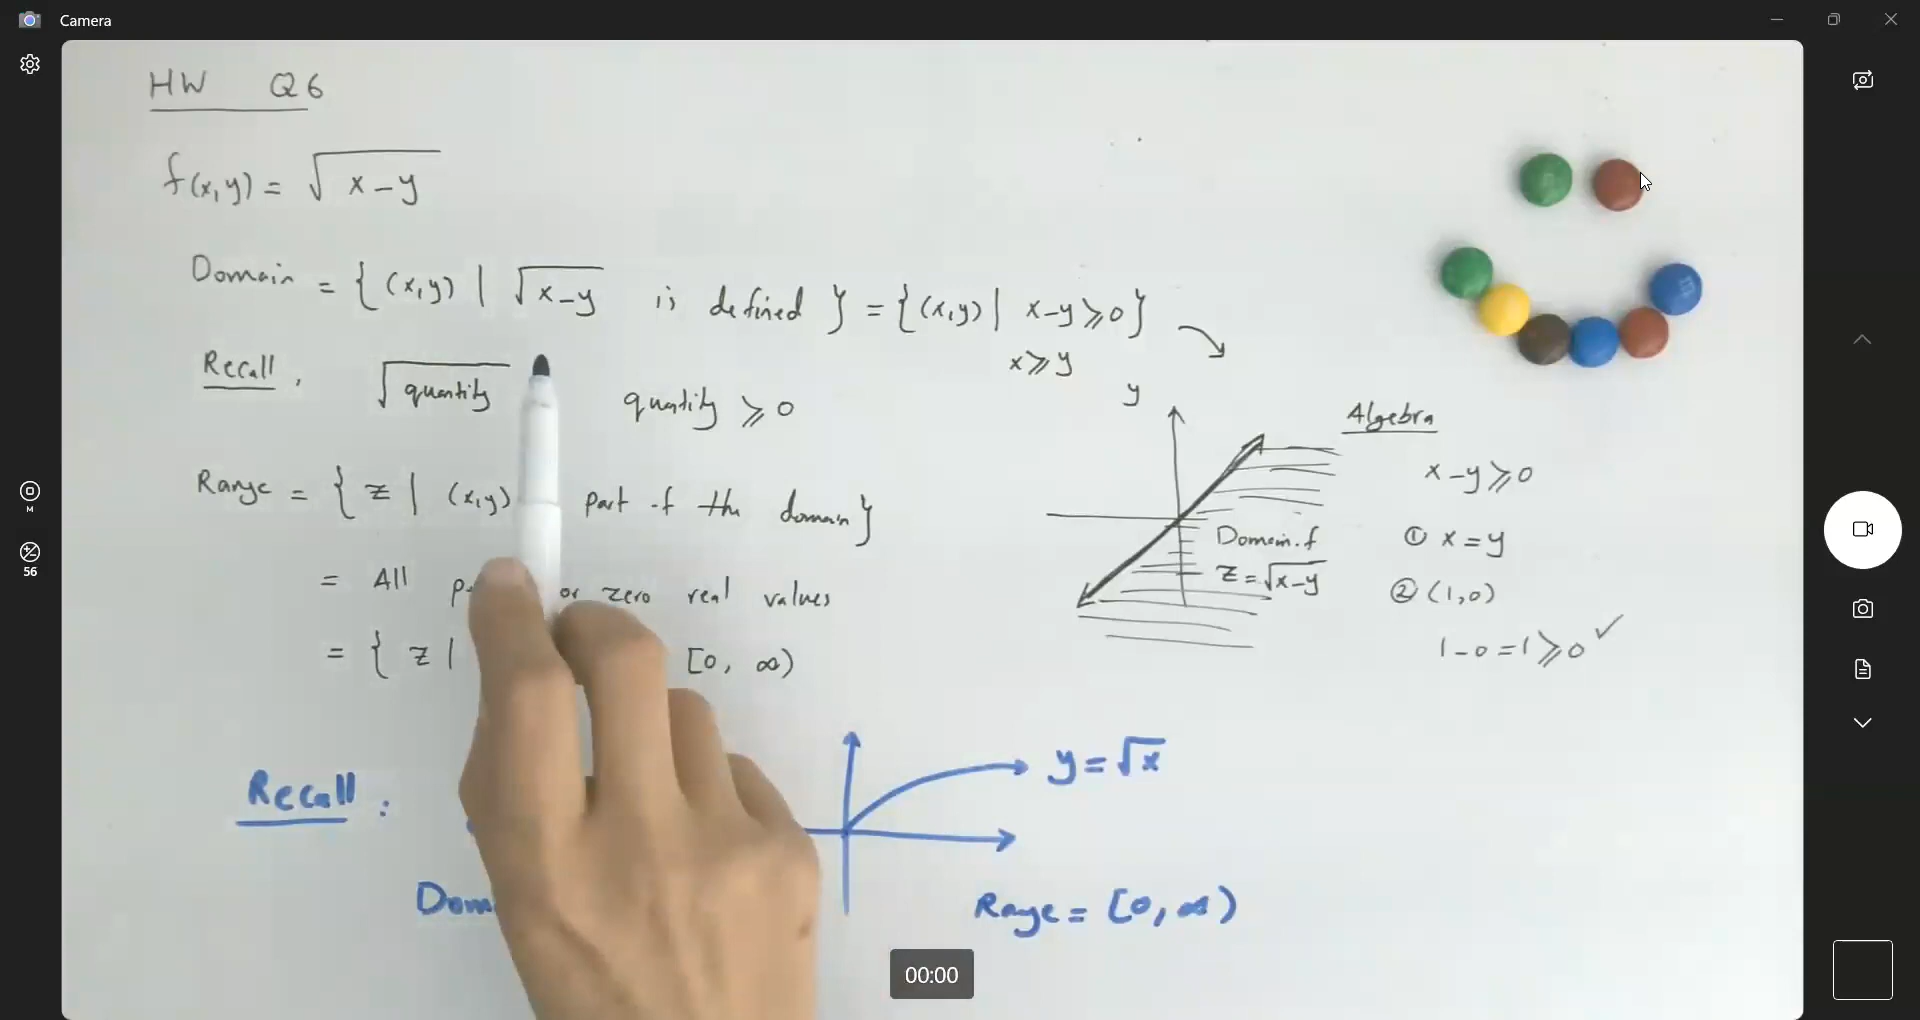 Camera
HW Q6
f(x,y) = √x-y
Domain = { (x,y) | √x-y is defined } = { (x,y) | x-y ⩾ 0 }
x ⩾ y
Recall, √quantity quantity ⩾ 0
Range = { z | (x,y) part of the domain }
= All or zero real values
= { z | [0, ∞)
y
Domain of
z = √x-y
Algebra
x-y ⩾ 0
① x = y
② (1,0)
1-0 = 1 ⩾ 0 ✓
Recall :
y = √x
Range = [0, ∞)
M
56
00:00